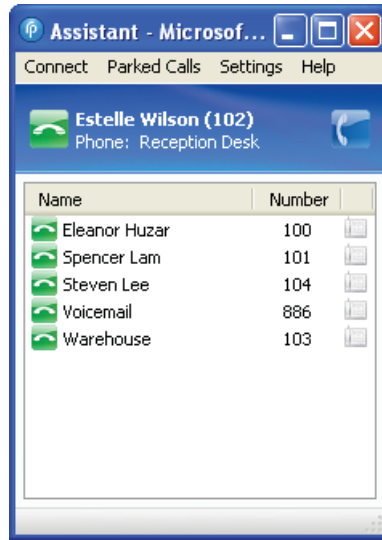 Assistant - Microsof...
Connect Parked Calls Settings Help
Estelle Wilson (102)
Phone: Reception Desk
Name Number
Eleanor Huzar 100
Spencer Lam 101
Steven Lee 104
Voicemail 886
Warehouse 103